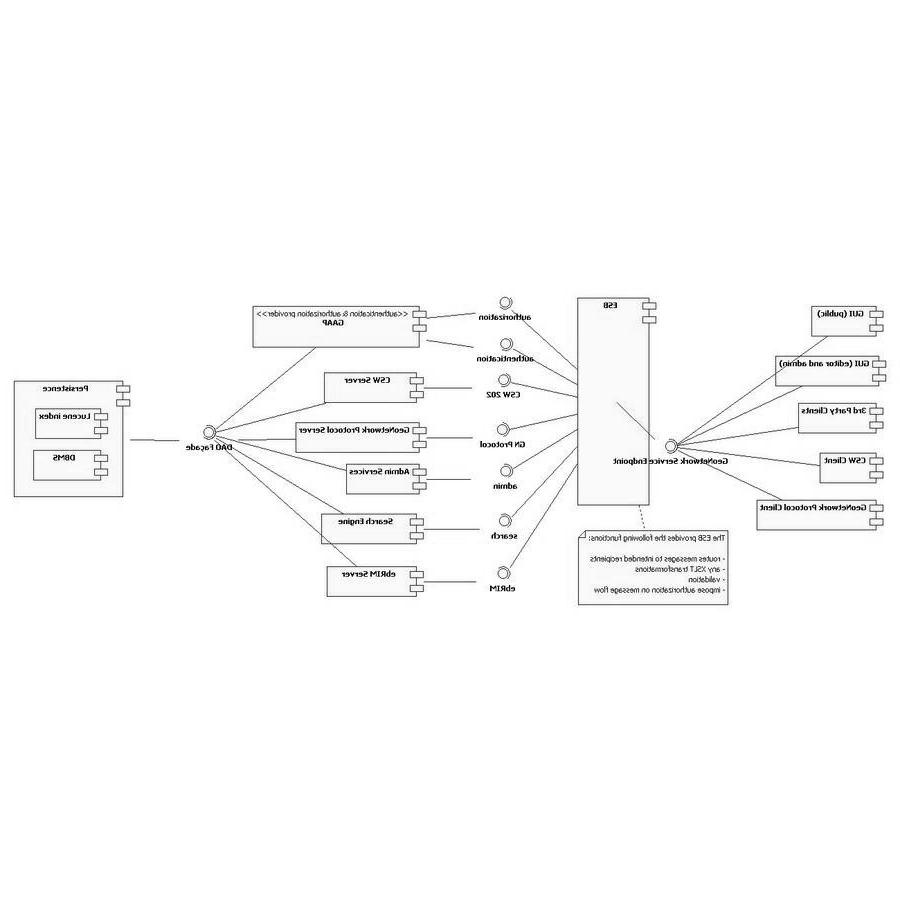 <<authentication & authorization provider>>
GAAP
authorization
ESB
GUI (public)
authentication
GUI (editor and admin)
Persistence
CSW Server
CSW 202
Lucene index
3rd Party Clients
GeoNetwork Protocol Server
GN Protocol
DAO Façade
GeoNetwork Service Endpoint
CSW Client
DBMS
Admin Services
admin
GeoNetwork Protocol Client
Search Engine
search
The ESB provides the following functions:
- routes messages to intended recipients
- any XSLT transformations
- validation
- impose authorization on message flow
ebRIM Server
ebRIM